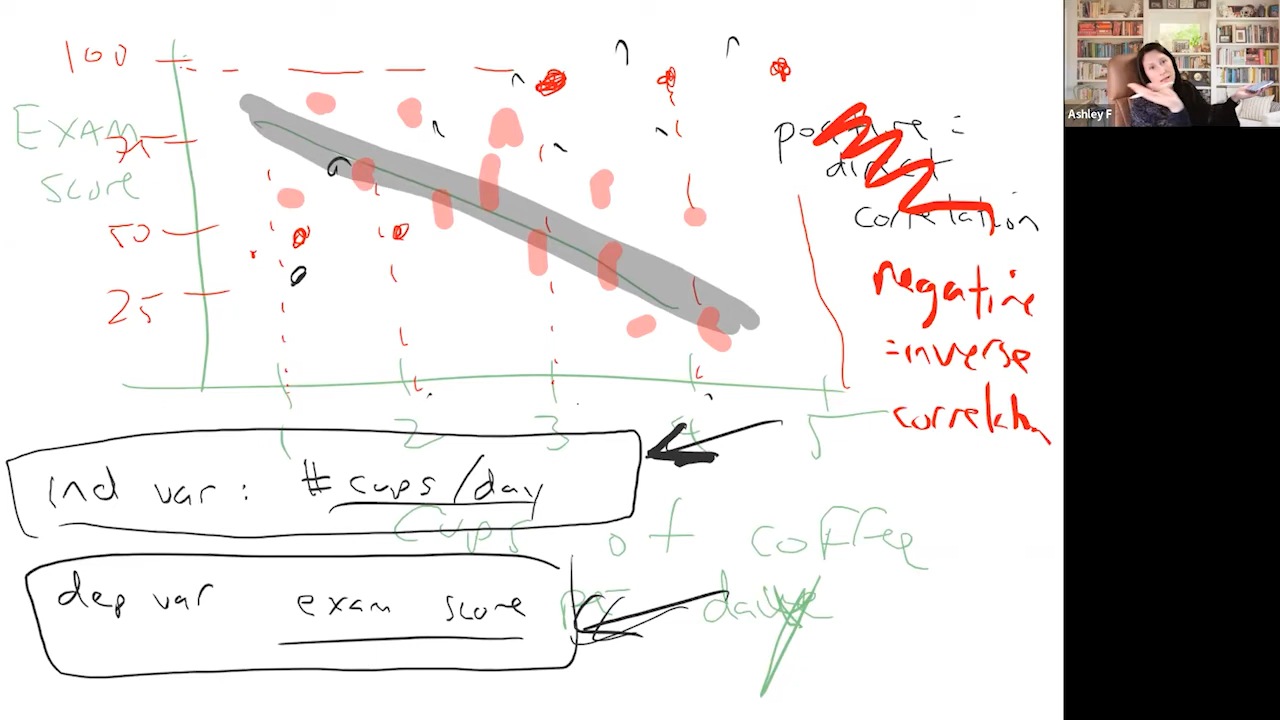 100
Exam
75
score
50
25
positive =
direct
correlation
negative
=inverse
correlation
1 2 3 4 5
ind var: # cups/day
cups of coffee
dep var exam score
per day
Ashley F